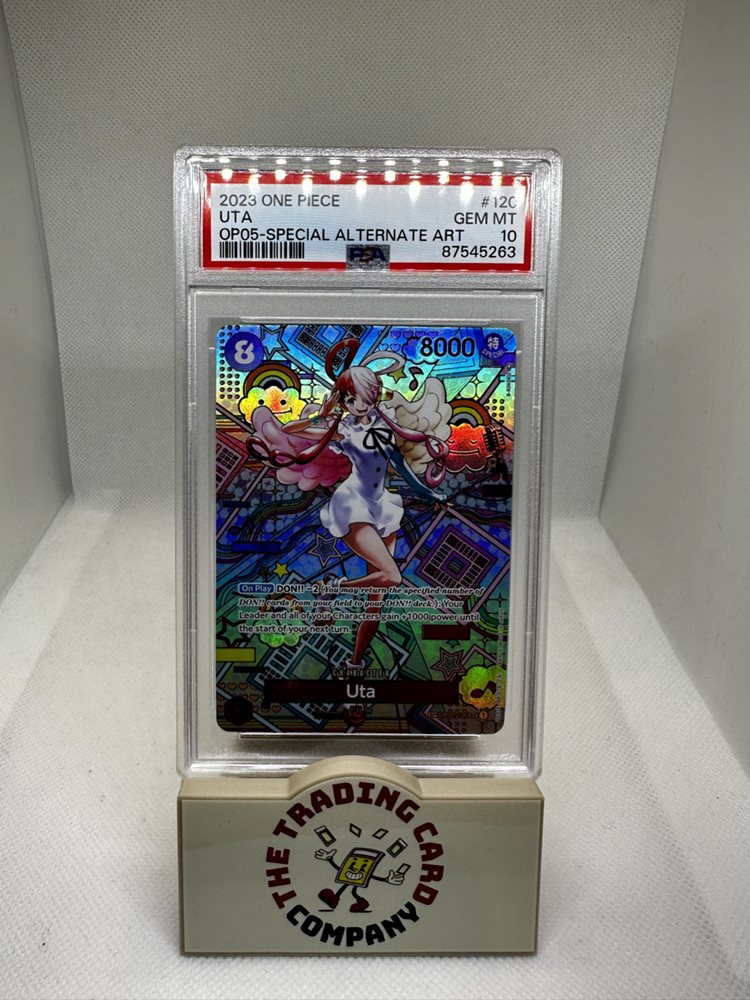 2023 ONE PIECE #120
UTA GEM MT
OP05-SPECIAL ALTERNATE ART 10
PSA 87545263
8 8000 特
SPECIAL
On Play DON!! −2 (You may return the specified number of
DON!! cards from your field to your DON!! deck.): Your
Leader and all of your Characters gain +1000 power until
the start of your next turn.
CHARACTER
Uta
FILM
THE TRADING CARD
COMPANY